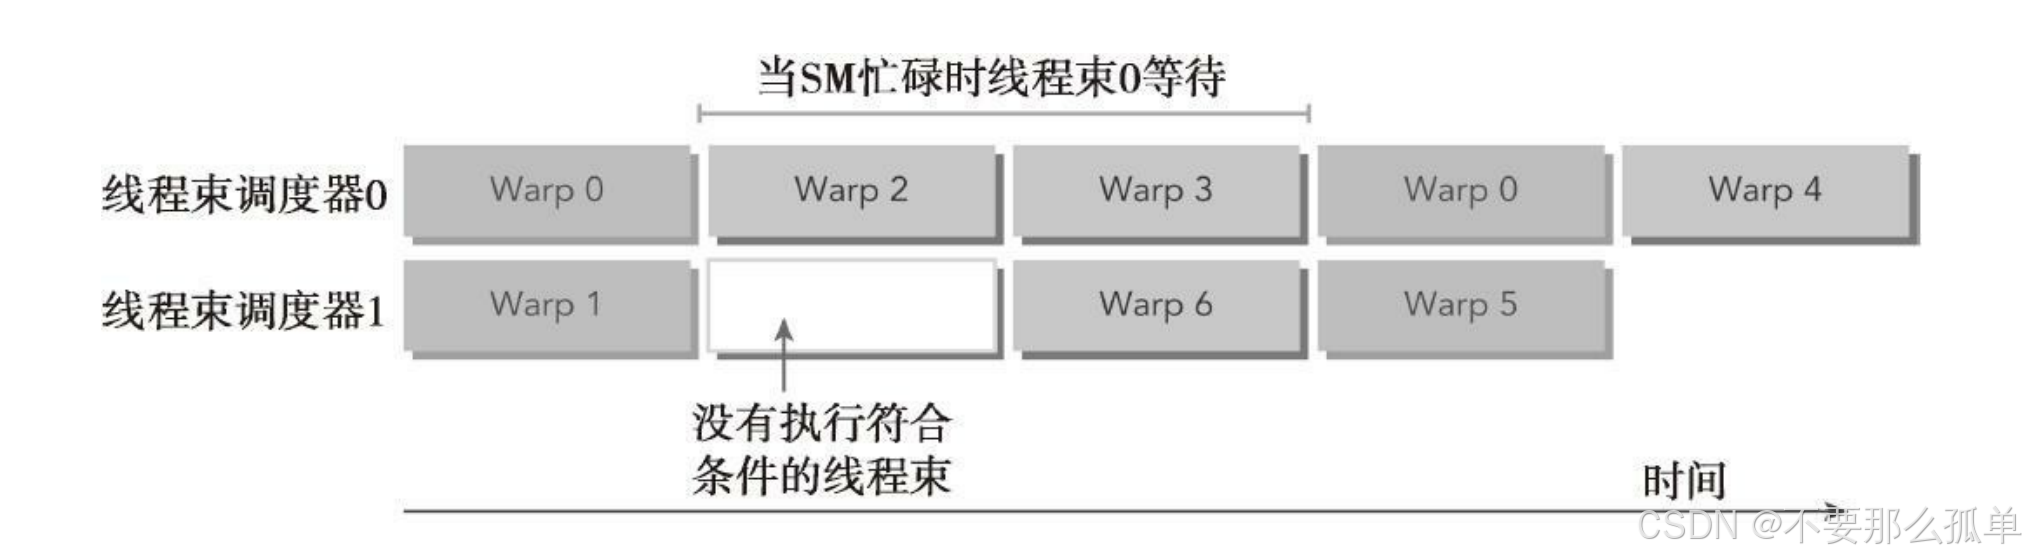 当SM忙碌时线程束0等待
线程束调度器0
Warp 0
Warp 2
Warp 3
Warp 0
Warp 4
线程束调度器1
Warp 1
Warp 6
Warp 5
没有执行符合
条件的线程束
时间
CSDN @不要那么孤单